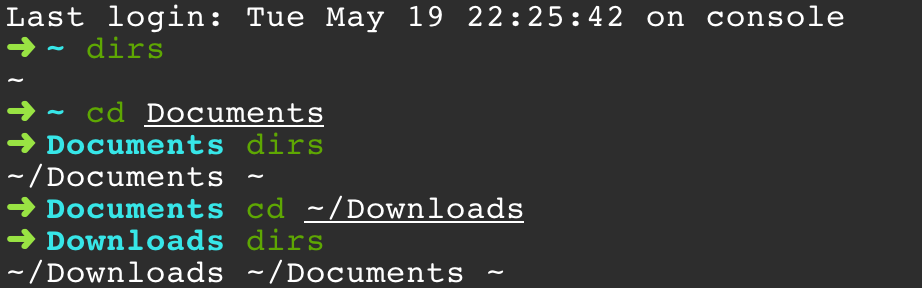 Last login: Tue May 19 22:25:42 on console
➜ ~ dirs
~
➜ ~ cd Documents
➜ Documents dirs
~/Documents ~
➜ Documents cd ~/Downloads
➜ Downloads dirs
~/Downloads ~/Documents ~